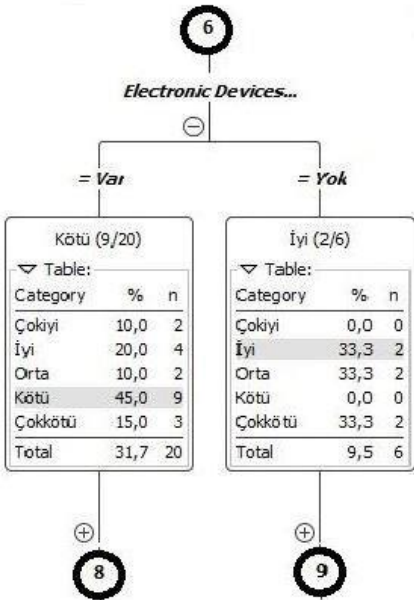 6
Electronic Devices...
= Var
= Yok
Kötü (9/20)
Table:
Category % n
Çokiyi 10,0 2
İyi 20,0 4
Orta 10,0 2
Kötü 45,0 9
Çokkötü 15,0 3
Total 31,7 20
İyi (2/6)
Table:
Category % n
Çokiyi 0,0 0
İyi 33,3 2
Orta 33,3 2
Kötü 0,0 0
Çokkötü 33,3 2
Total 9,5 6
8
9